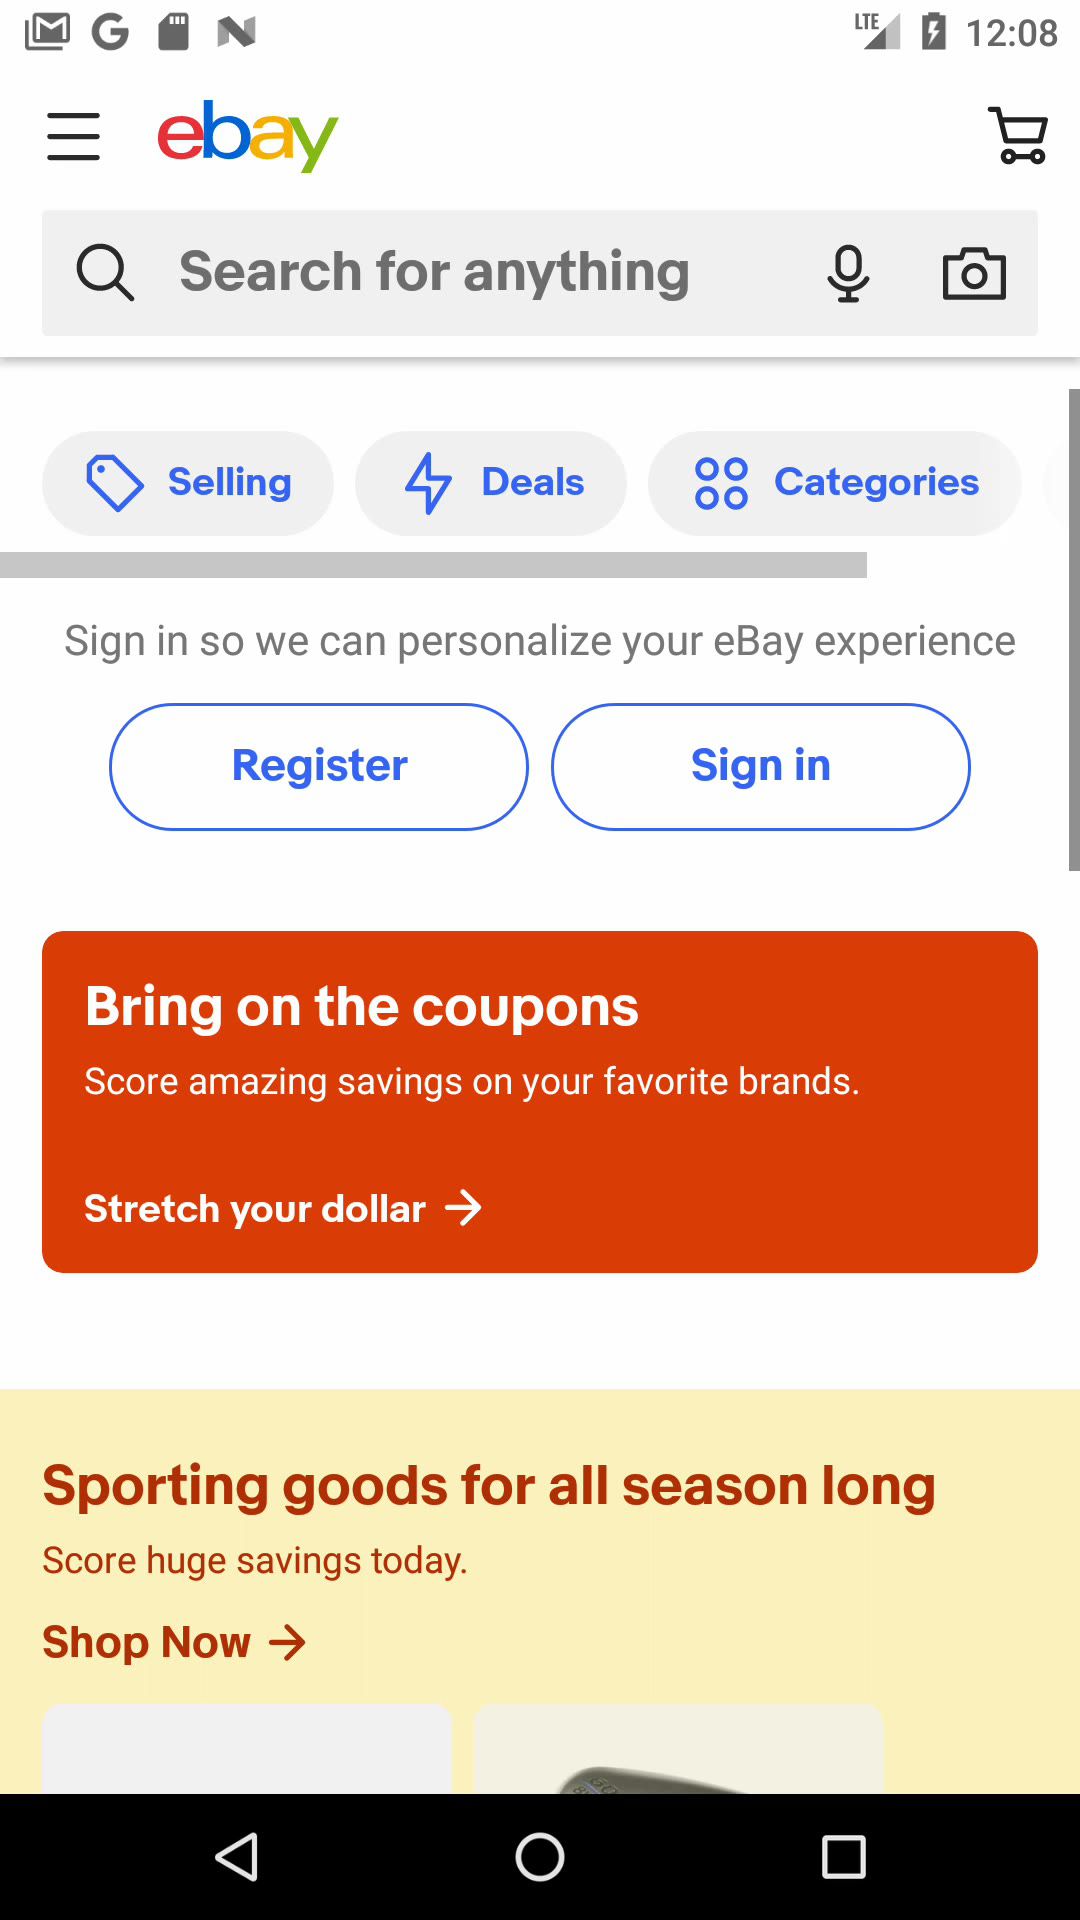 LTE 12:08
ebay
Search for anything
Selling Deals Categories
Sign in so we can personalize your eBay experience
Register Sign in
Bring on the coupons
Score amazing savings on your favorite brands.
Stretch your dollar
Sporting goods for all season long
Score huge savings today.
Shop Now